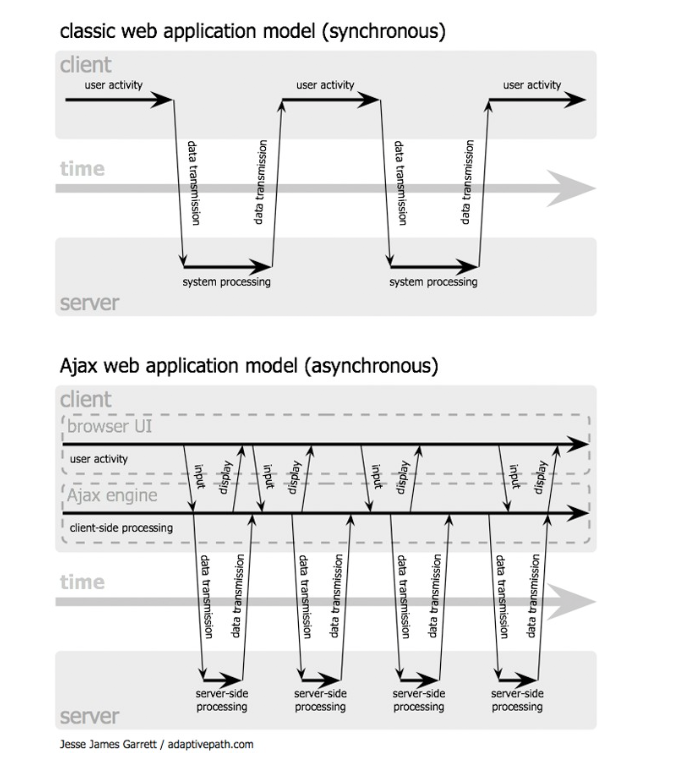 classic web application model (synchronous)
client
user activity
user activity
user activity
data transmission
data transmission
data transmission
data transmission
time
system processing
system processing
server
Ajax web application model (asynchronous)
client
browser UI
user activity
input
display
input
display
input
display
input
display
Ajax engine
client-side processing
data transmission
data transmission
data transmission
data transmission
data transmission
data transmission
data transmission
data transmission
time
server-side
processing
server-side
processing
server-side
processing
server-side
processing
server
Jesse James Garrett / adaptivepath.com